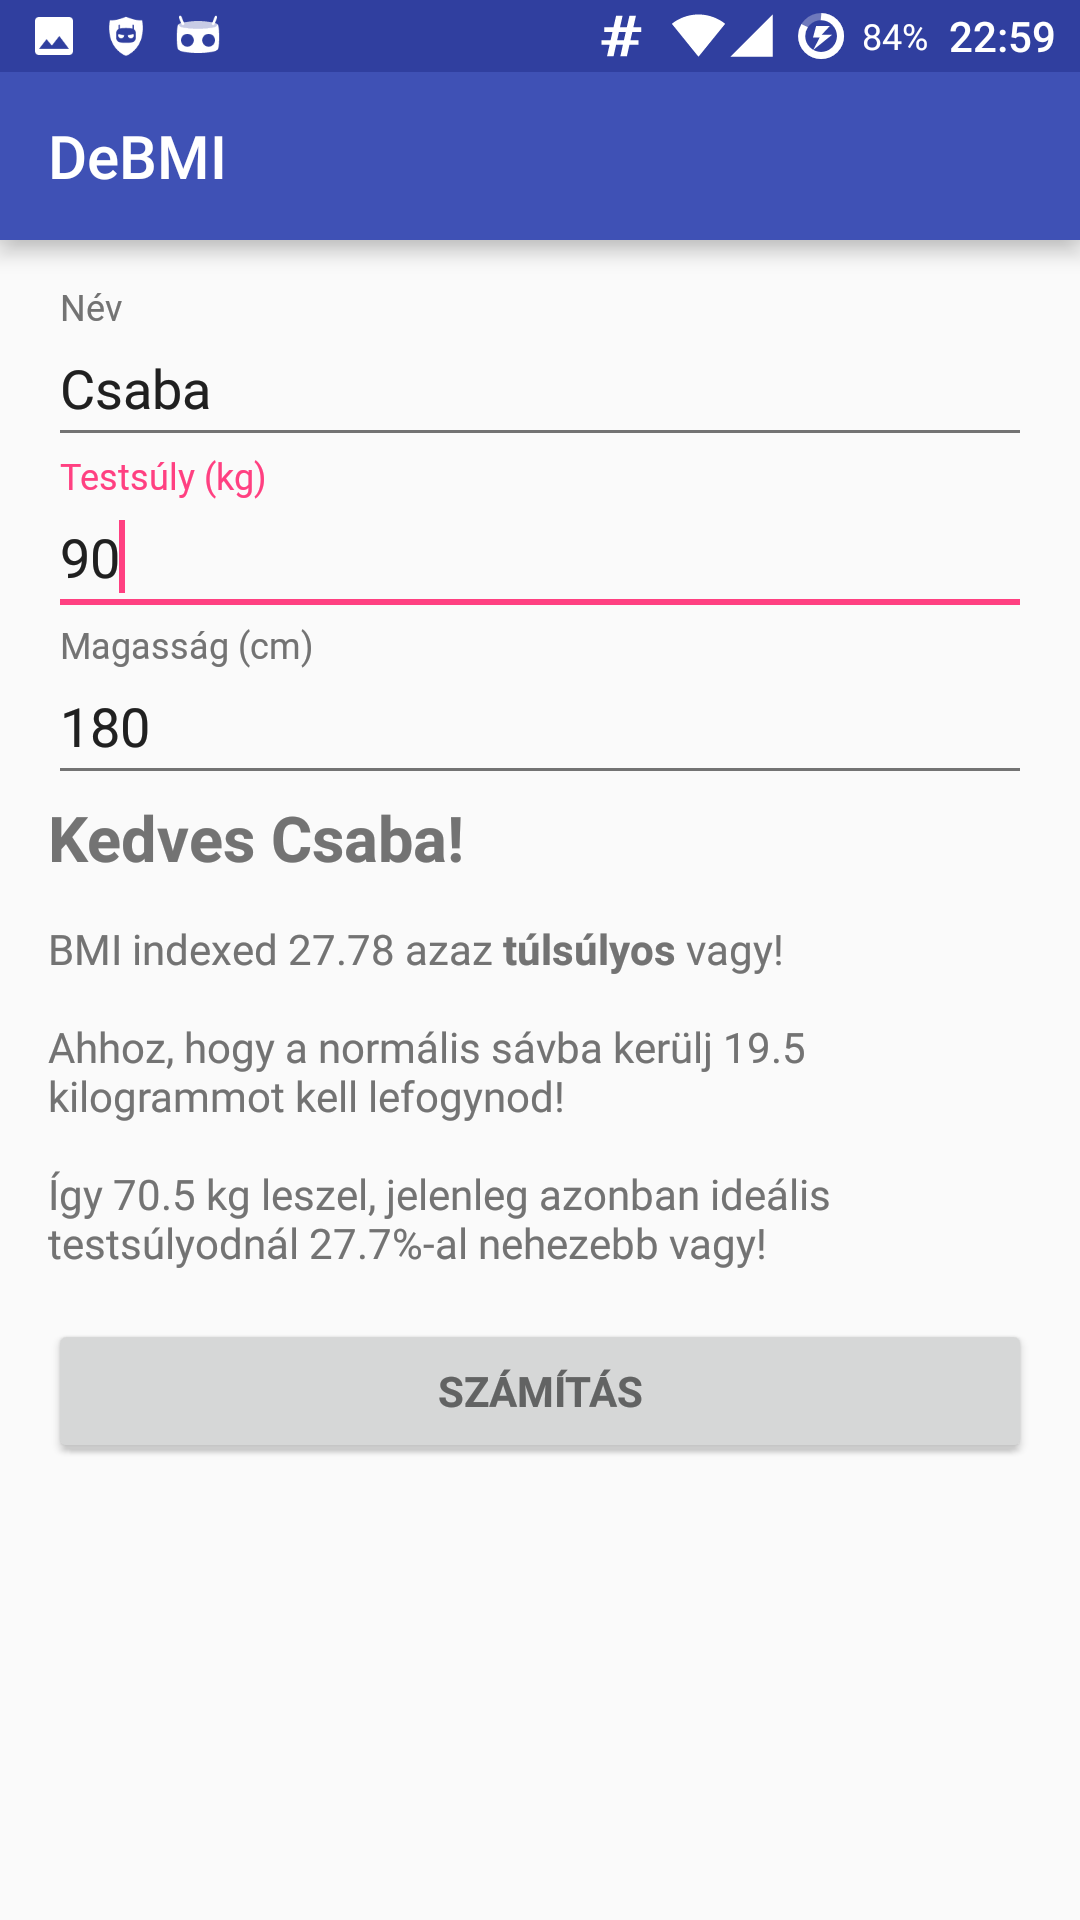 84% 22:59
DeBMI
Név
Csaba
Testsúly (kg)
90
Magasság (cm)
180
Kedves Csaba!
BMI indexed 27.78 azaz túlsúlyos vagy!
Ahhoz, hogy a normális sávba kerülj 19.5
kilogrammot kell lefogynod!
Így 70.5 kg leszel, jelenleg azonban ideális
testsúlyodnál 27.7%-al nehezebb vagy!
SZÁMÍTÁS